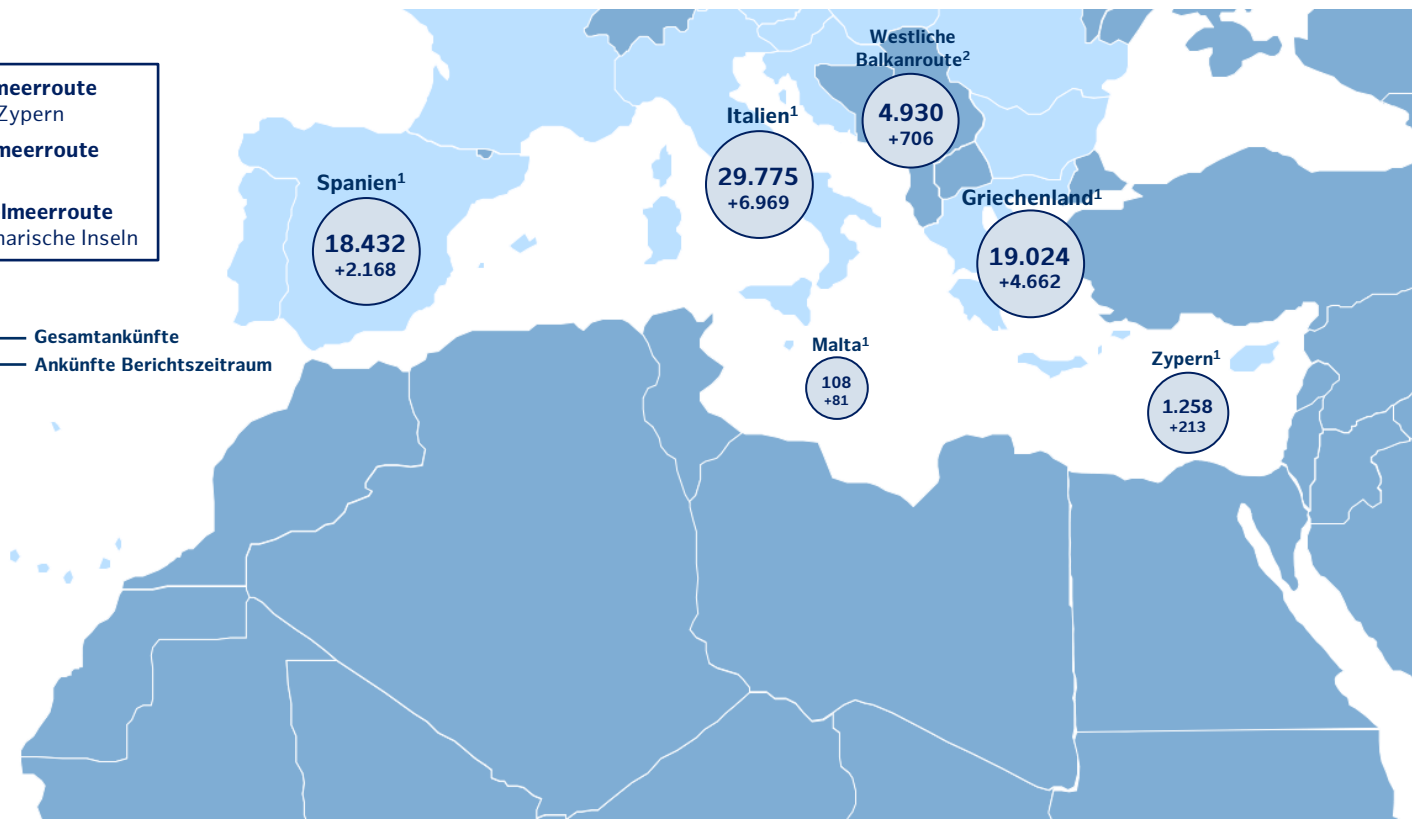 meerroute
Zypern
meerroute
lmeerroute
narische Inseln
Gesamtankünfte
Ankünfte Berichtszeitraum
Spanien¹
18.432
+2.168
Italien¹
29.775
+6.969
Westliche
Balkanroute²
4.930
+706
Griechenland¹
19.024
+4.662
Malta¹
108
+81
Zypern¹
1.258
+213